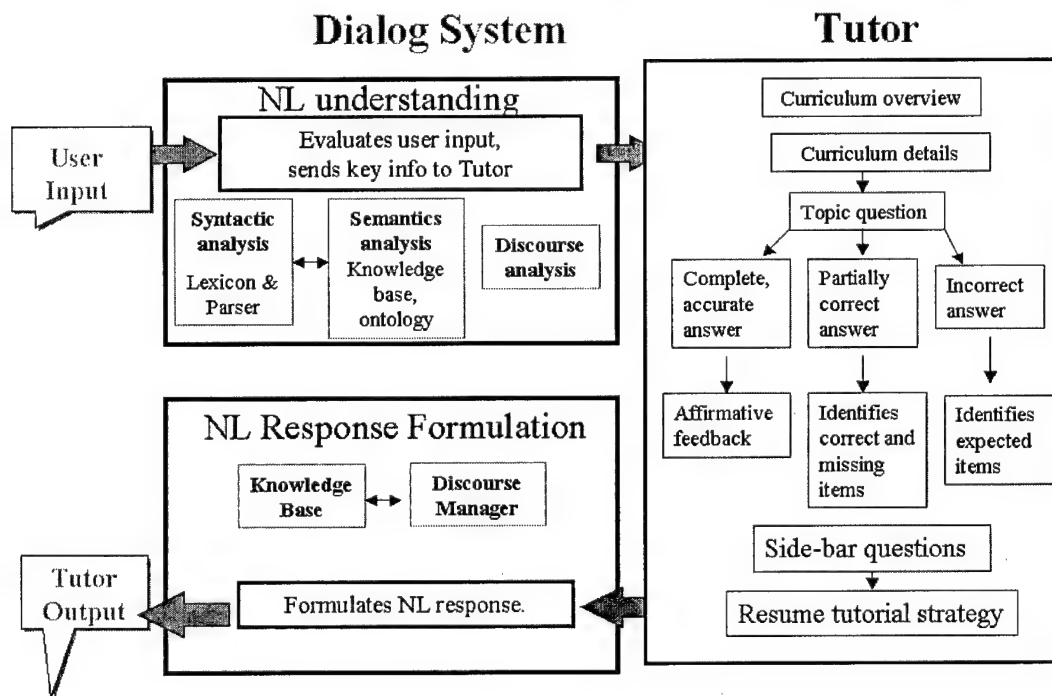 Dialog System
Tutor
User
Input
NL understanding
Evaluates user input,
sends key info to Tutor
Syntactic
analysis
Lexicon &
Parser
Semantics
analysis
Knowledge
base,
ontology
Discourse
analysis
NL Response Formulation
Knowledge
Base
Discourse
Manager
Formulates NL response.
Tutor
Output
Curriculum overview
Curriculum details
Topic question
Complete,
accurate
answer
Partially
correct
answer
Incorrect
answer
Affirmative
feedback
Identifies
correct and
missing
items
Identifies
expected
items
Side-bar questions
Resume tutorial strategy